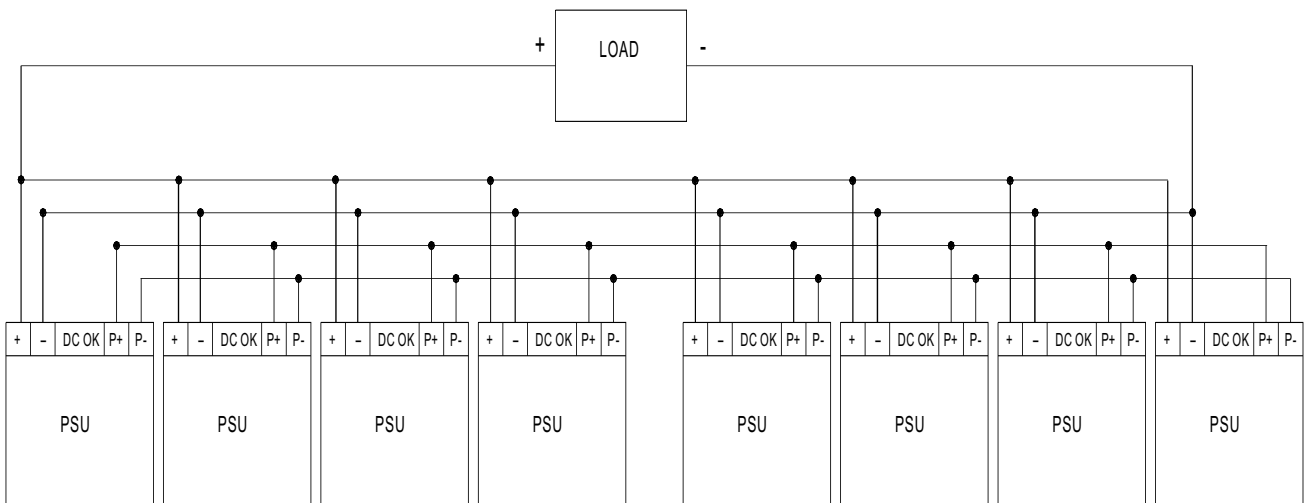 + LOAD -
+ – DC OK P+ P- + – DC OK P+ P- + – DC OK P+ P- + – DC OK P+ P- + – DC OK P+ P- + – DC OK P+ P- + – DC OK P+ P- + – DC OK P+ P-
PSU PSU PSU PSU PSU PSU PSU PSU